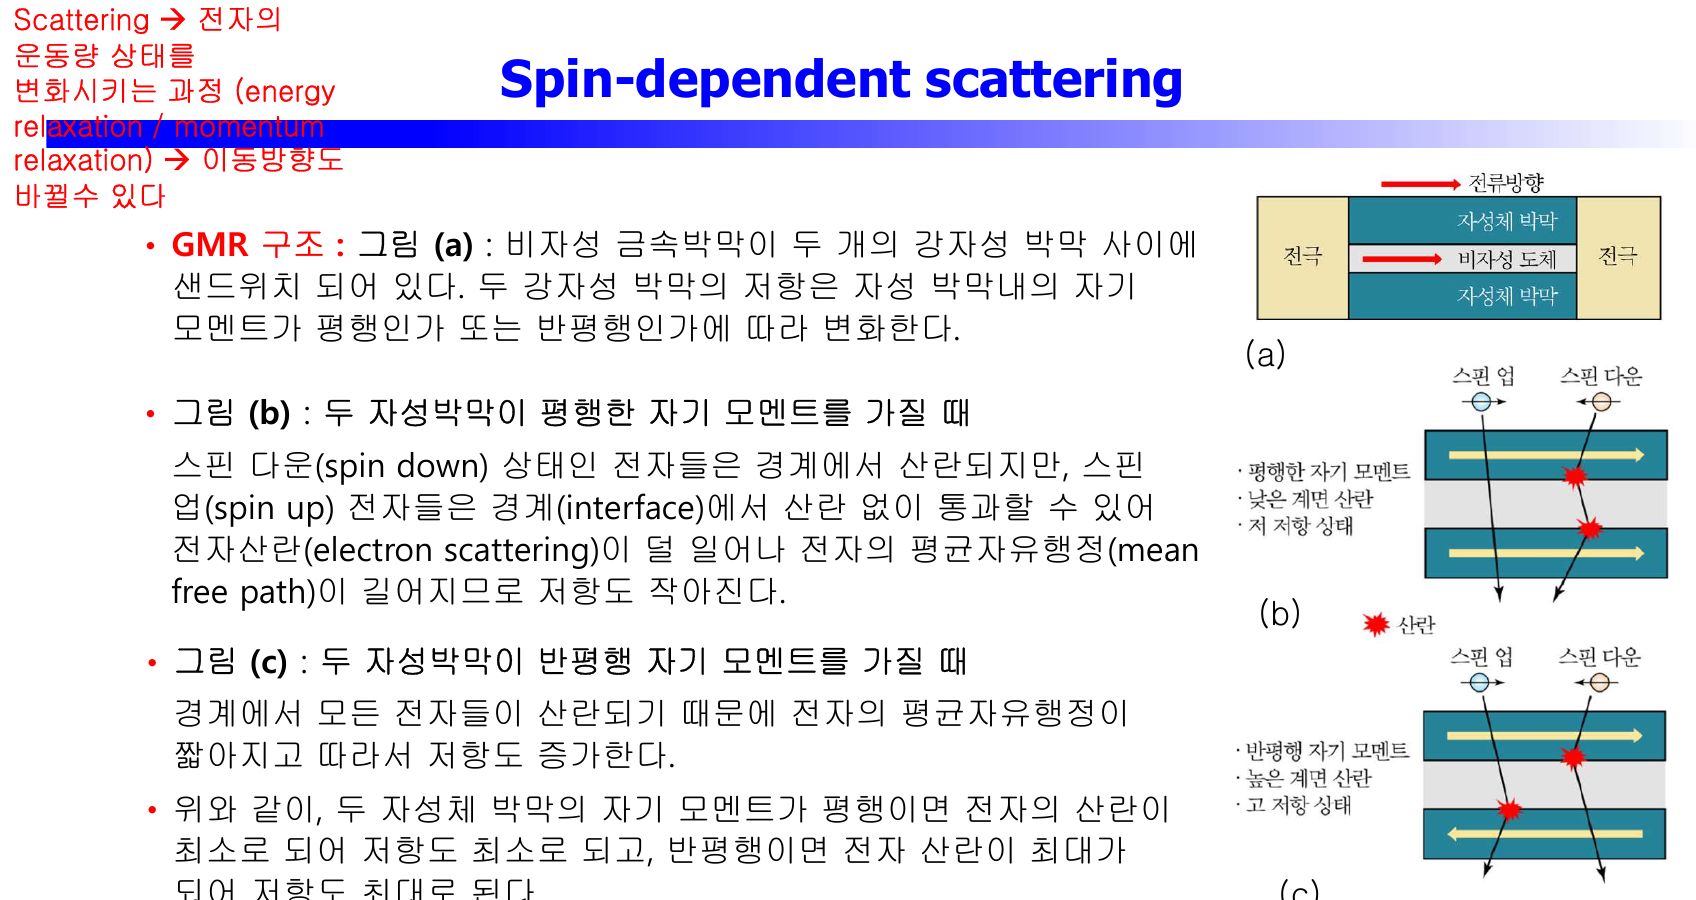 Scattering → 전자의
운동량 상태를
변화시키는 과정 (energy
relaxation / momentum
relaxation) → 이동방향도
바뀔수 있다
Spin-dependent scattering
• GMR 구조 : 그림 (a) : 비자성 금속박막이 두 개의 강자성 박막 사이에
샌드위치 되어 있다. 두 강자성 박막의 저항은 자성 박막내의 자기
모멘트가 평행인가 또는 반평행인가에 따라 변화한다.
• 그림 (b) : 두 자성박막이 평행한 자기 모멘트를 가질 때
스핀 다운(spin down) 상태인 전자들은 경계에서 산란되지만, 스핀
업(spin up) 전자들은 경계(interface)에서 산란 없이 통과할 수 있어
전자산란(electron scattering)이 덜 일어나 전자의 평균자유행정(mean
free path)이 길어지므로 저항도 작아진다.
• 그림 (c) : 두 자성박막이 반평행 자기 모멘트를 가질 때
경계에서 모든 전자들이 산란되기 때문에 전자의 평균자유행정이
짧아지고 따라서 저항도 증가한다.
• 위와 같이, 두 자성체 박막의 자기 모멘트가 평행이면 전자의 산란이
최소로 되어 저항도 최소로 되고, 반평행이면 전자 산란이 최대가
되어 저항도 최대로 된다
전류방향
자성체 박막
전극
비자성 도체
전극
자성체 박막
(a)
스핀 업
스핀 다운
· 평행한 자기 모멘트
· 낮은 계면 산란
· 저 저항 상태
(b)
산란
스핀 업
스핀 다운
· 반평행 자기 모멘트
· 높은 계면 산란
· 고 저항 상태
(c)